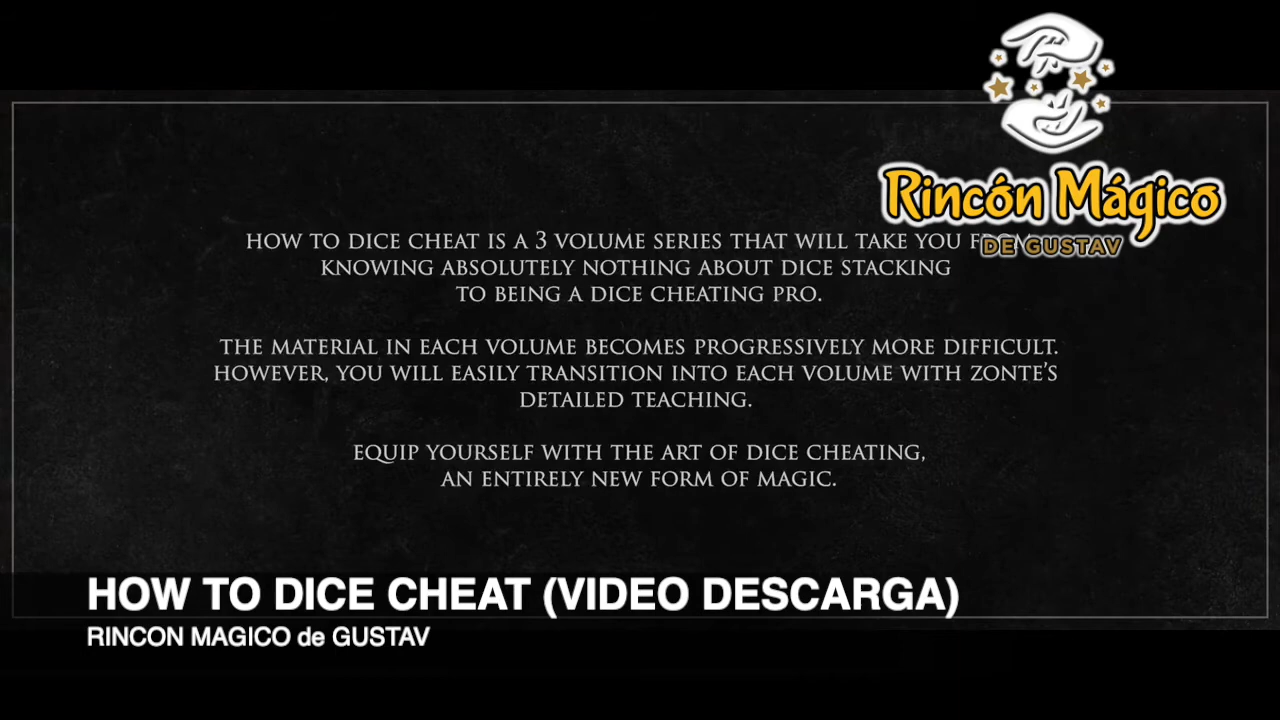 Rincón Mágico
DE GUSTAV
HOW TO DICE CHEAT IS A 3 VOLUME SERIES THAT WILL TAKE YOU FROM
KNOWING ABSOLUTELY NOTHING ABOUT DICE STACKING
TO BEING A DICE CHEATING PRO.
THE MATERIAL IN EACH VOLUME BECOMES PROGRESSIVELY MORE DIFFICULT.
HOWEVER, YOU WILL EASILY TRANSITION INTO EACH VOLUME WITH ZONTE'S
DETAILED TEACHING.
EQUIP YOURSELF WITH THE ART OF DICE CHEATING,
AN ENTIRELY NEW FORM OF MAGIC.
HOW TO DICE CHEAT (VIDEO DESCARGA)
RINCON MAGICO de GUSTAV